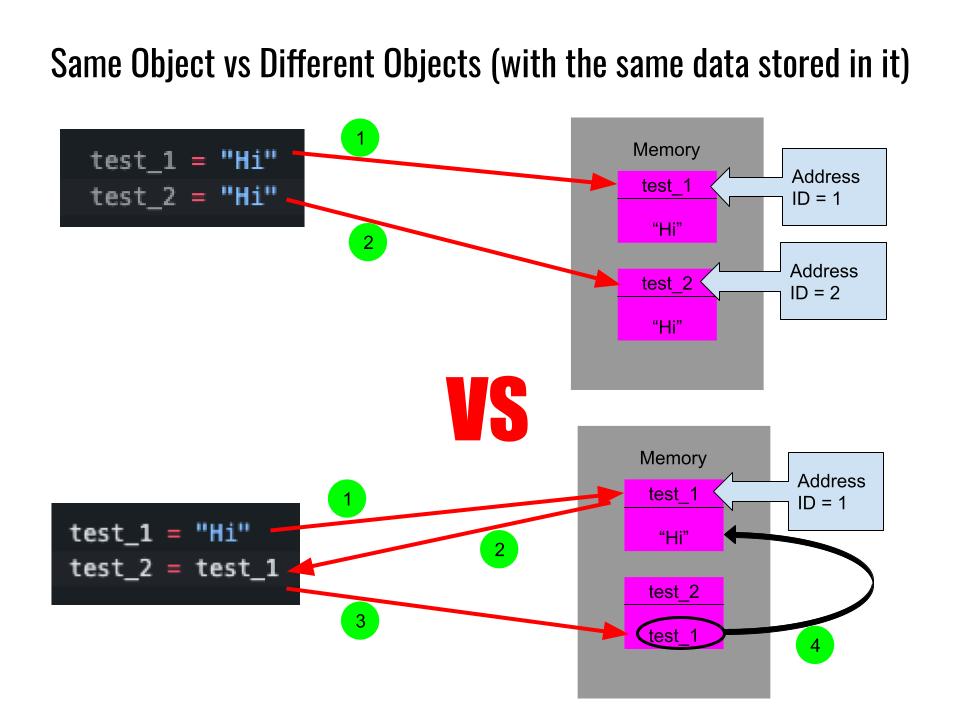 Same Object vs Different Objects (with the same data stored in it)
test_1 = "Hi"
test_2 = "Hi"
1
2
Memory
test_1
“Hi”
test_2
“Hi”
Address
ID = 1
Address
ID = 2
VS
test_1 = "Hi"
test_2 = test_1
1
2
3
Memory
test_1
“Hi”
test_2
test_1
Address
ID = 1
4